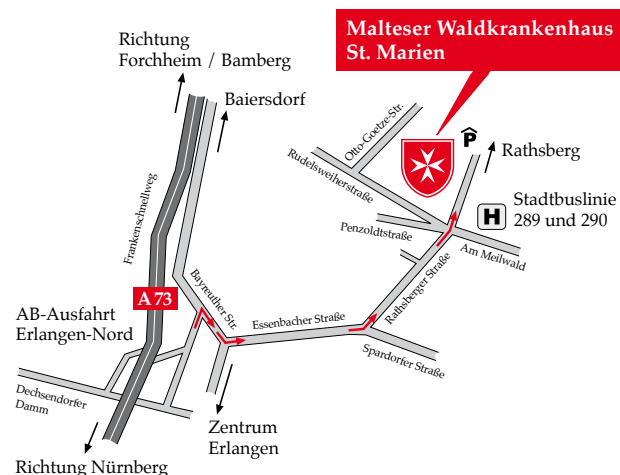 Malteser Waldkrankenhaus
St. Marien
Richtung
Forchheim / Bamberg
Baiersdorf
Otto-Goetze-Str.
Rudelsweiherstraße
P
Rathsberg
H
Stadtbuslinie
289 und 290
Penzoldtstraße
Am Meilwald
Frankenschnellweg
Bayreuther Str.
Rathsberger Straße
A 73
AB-Ausfahrt
Erlangen-Nord
Essenbacher Straße
Spardorfer Straße
Dechsendorfer
Damm
Zentrum
Erlangen
Richtung Nürnberg